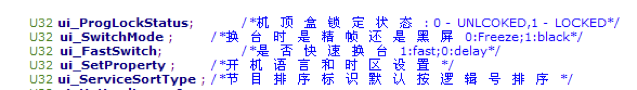 U32 ui_ProgLockStatus; /*机顶盒锁定状态:0 - UNLCOKED,1 - LOCKED*/
U32 ui_SwitchMode; /*换台时是精帧还是黑屏 0:Freeze;1:black*/
U32 ui_FastSwitch; /*是否快速换台 1:fast;0:delay*/
U32 ui_SetProperty; /*开机语言和时区设置*/
U32 ui_ServiceSortType; /*节目排序标识默认按逻辑号排序*/